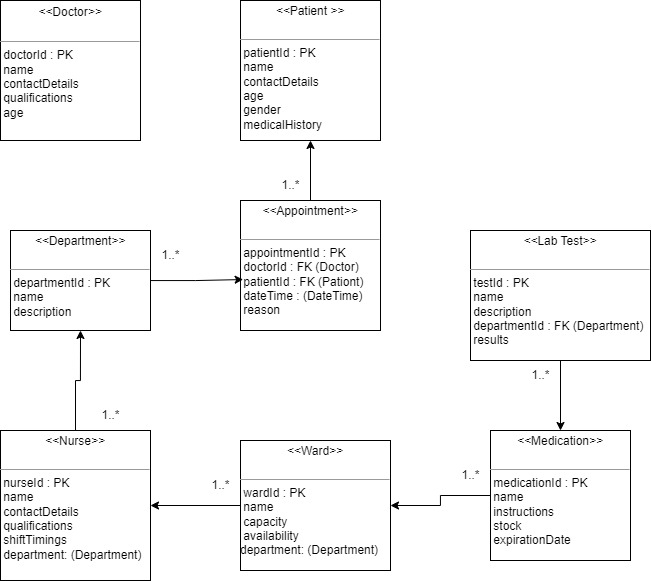 <<Doctor>>
doctorId : PK
name
contactDetails
qualifications
age
<<Patient >>
patientId : PK
name
contactDetails
age
gender
medicalHistory
1..*
<<Appointment>>
appointmentId : PK
doctorId : FK (Doctor)
patientId : FK (Pationt)
dateTime : (DateTime)
reason
<<Department>>
departmentId : PK
name
description
1..*
<<Lab Test>>
testId : PK
name
description
departmentId : FK (Department)
results
1..*
1..*
<<Nurse>>
nurseId : PK
name
contactDetails
qualifications
shiftTimings
department: (Department)
1..*
<<Ward>>
wardId : PK
name
capacity
availability
department: (Department)
1..*
<<Medication>>
medicationId : PK
name
instructions
stock
expirationDate